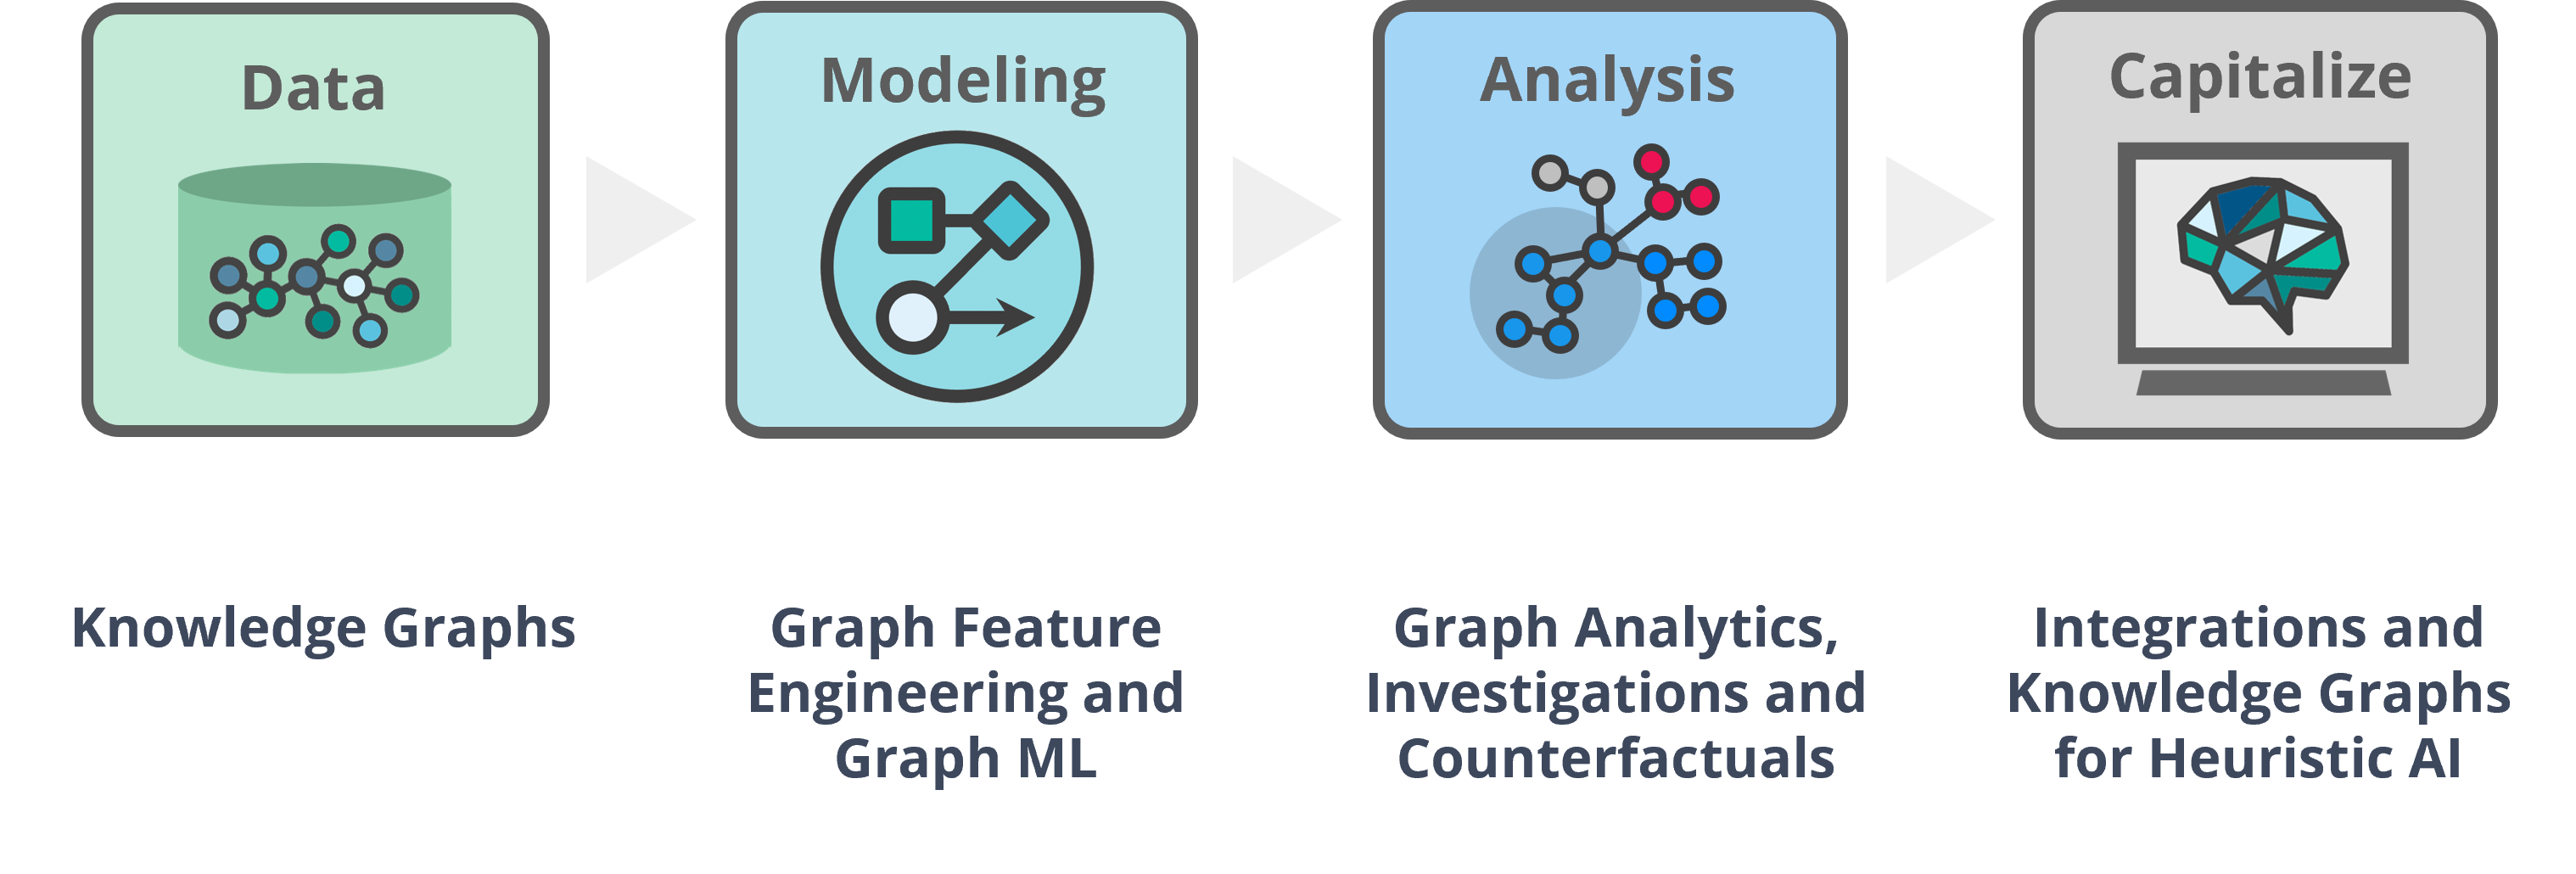 Data
Modeling
Analysis
Capitalize
Knowledge Graphs
Graph Feature
Engineering and
Graph ML
Graph Analytics,
Investigations and
Counterfactuals
Integrations and
Knowledge Graphs
for Heuristic AI